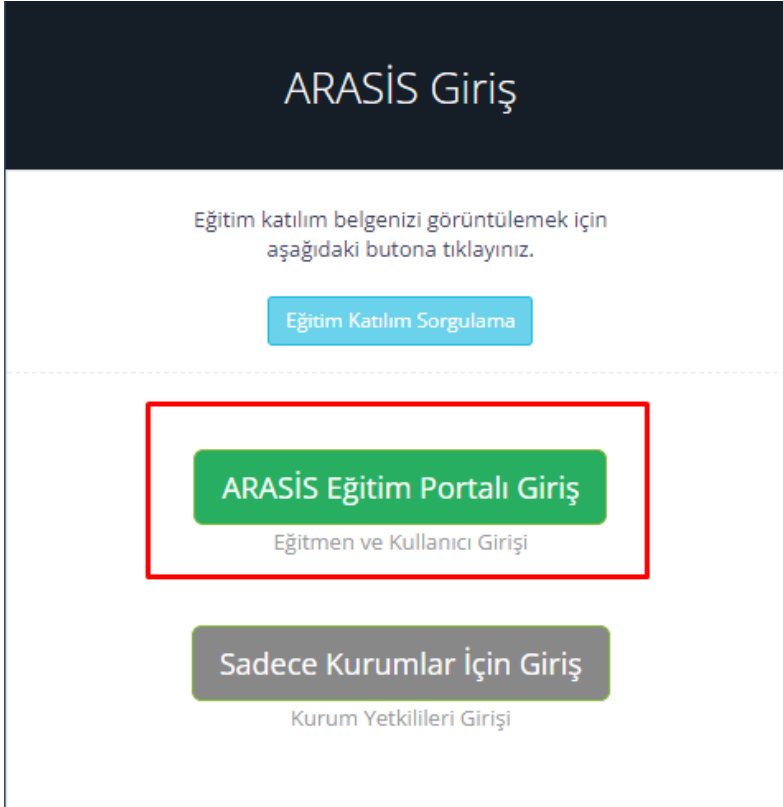 ARASİS Giriş
Eğitim katılım belgenizi görüntülemek için
aşağıdaki butona tıklayınız.
Eğitim Katılım Sorgulama
ARASİS Eğitim Portalı Giriş
Eğitmen ve Kullanıcı Girişi
Sadece Kurumlar İçin Giriş
Kurum Yetkilileri Girişi